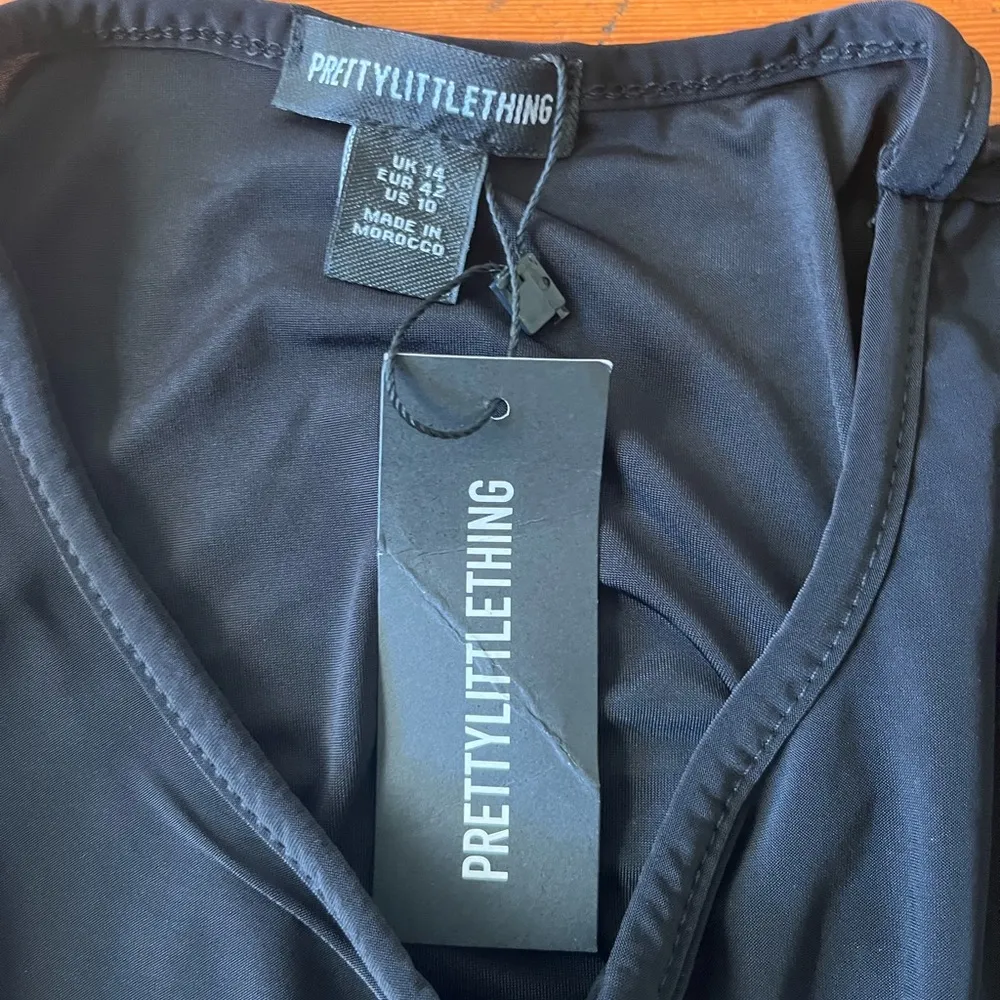 PRETTYLITTLETHING
UK 14
EUR 42
US 10
MADE IN
MOROCCO
PRETTYLITTLETHING